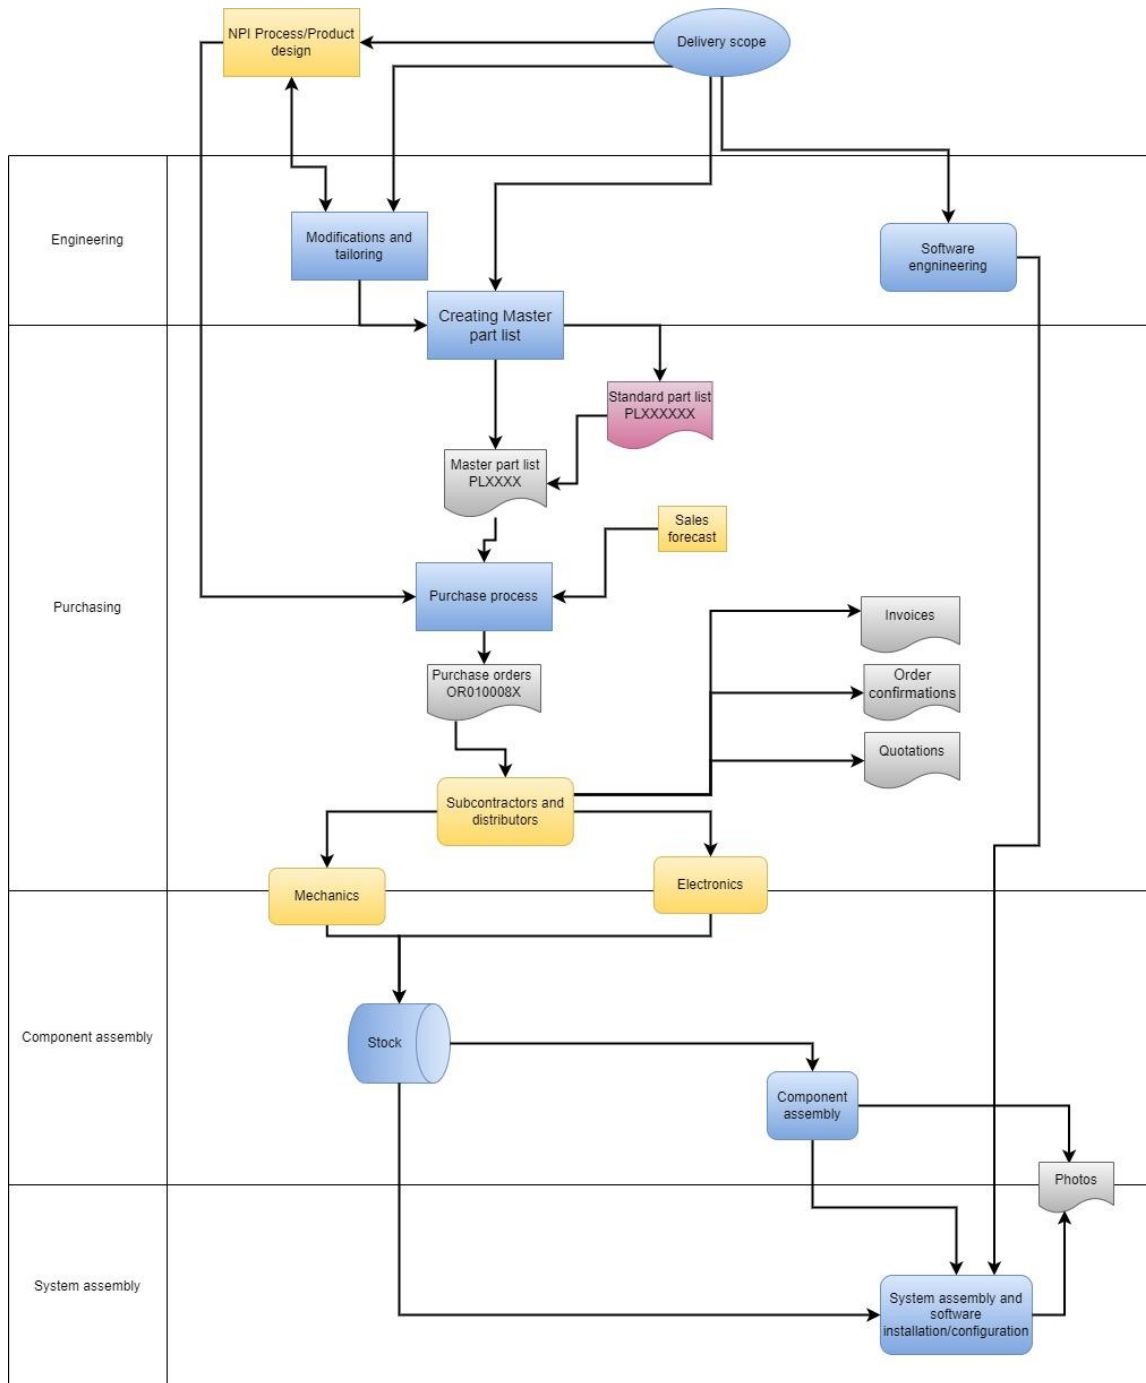 NPI Process/Product
design
Delivery scope
Engineering
Modifications and
tailoring
Software
engnineering
Creating Master
part list
Standard part list
PLXXXXXX
Master part list
PLXXXX
Sales
forecast
Purchasing
Purchase process
Invoices
Purchase orders
OR010008X
Order
confirmations
Quotations
Subcontractors and
distributors
Mechanics
Electronics
Component assembly
Stock
Component
assembly
Photos
System assembly
System assembly and
software
installation/configuration